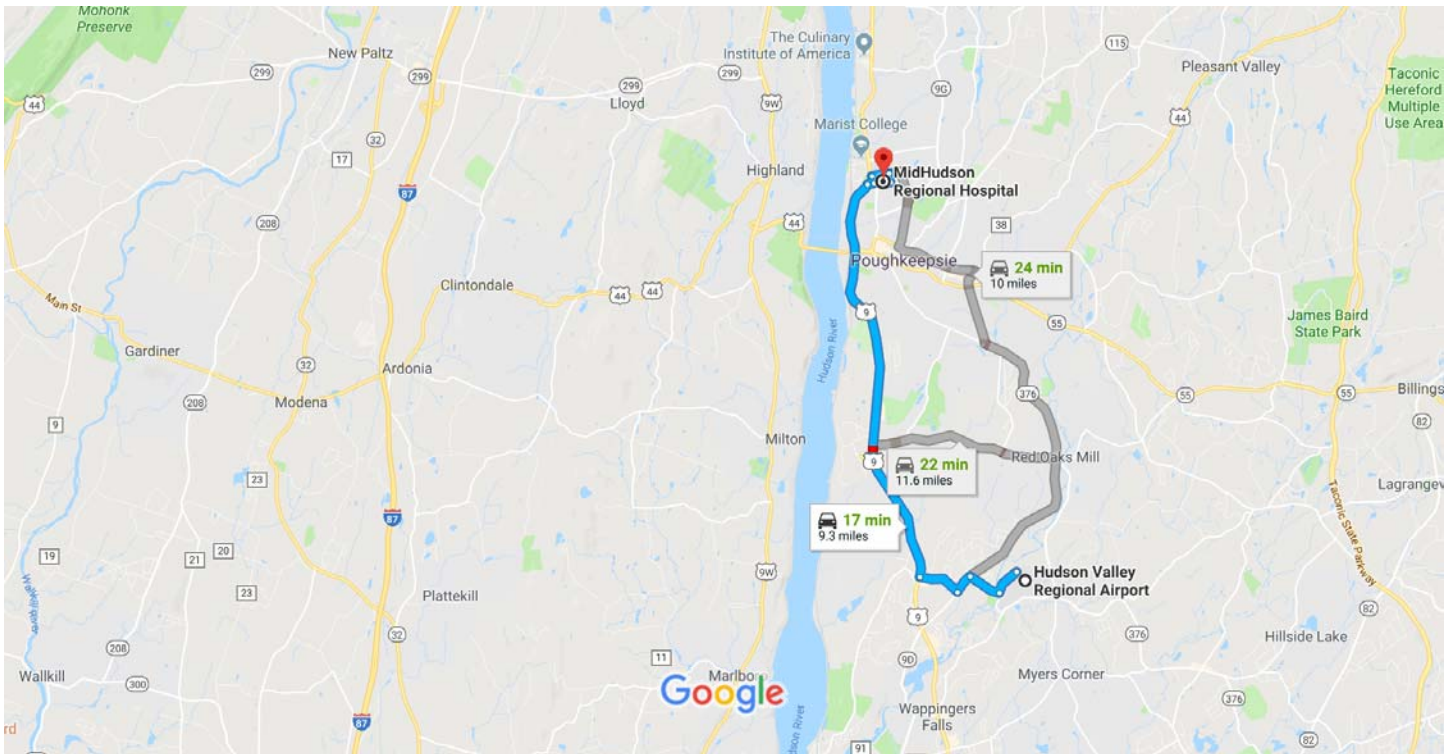 Mohonk
Preserve
New Paltz
299
299
299
299
44
32
17
87
208
Lloyd
9W
The Culinary
Institute of America
115
9G
Pleasant Valley
44
Taconic
Hereford
Multiple
Use Area
Marist College
Highland
MidHudson
Regional Hospital
38
44
Poughkeepsie
24 min
10 miles
Clintondale
44
44
9
55
James Baird
State Park
Main St
Gardiner
32
Ardonia
Hudson River
376
55
55
Billings
82
9
208
Modena
Milton
9
22 min
11.6 miles
Red Oaks Mill
Lagrangev
23
23
87
17 min
9.3 miles
Taconic State Parkway
19
21
20
9W
Hudson Valley
Regional Airport
Wallkill River
Plattekill
32
9
376
82
Hillside Lake
208
11
9D
Myers Corner
Wallkill
300
Marlboro
Google
82
376
87
Wappingers
Falls
91